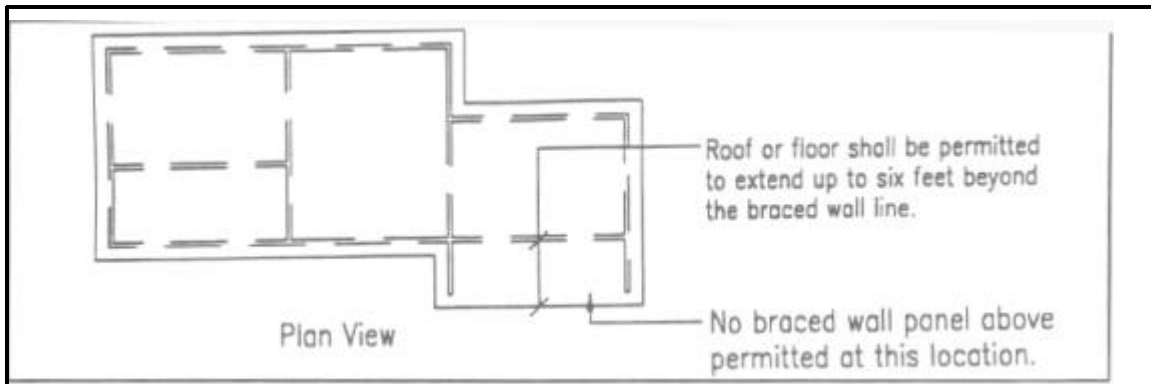 Roof or floor shall be permitted
to extend up to six feet beyond
the braced wall line.
Plan View
No braced wall panel above
permitted at this location.